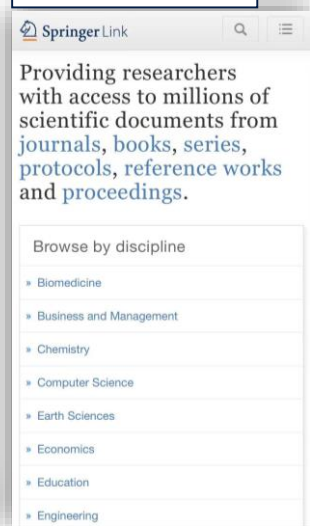 Springer Link
Providing researchers
with access to millions of
scientific documents from
journals, books, series,
protocols, reference works
and proceedings.
Browse by discipline
» Biomedicine
» Business and Management
» Chemistry
» Computer Science
» Earth Sciences
» Economics
» Education
» Engineering